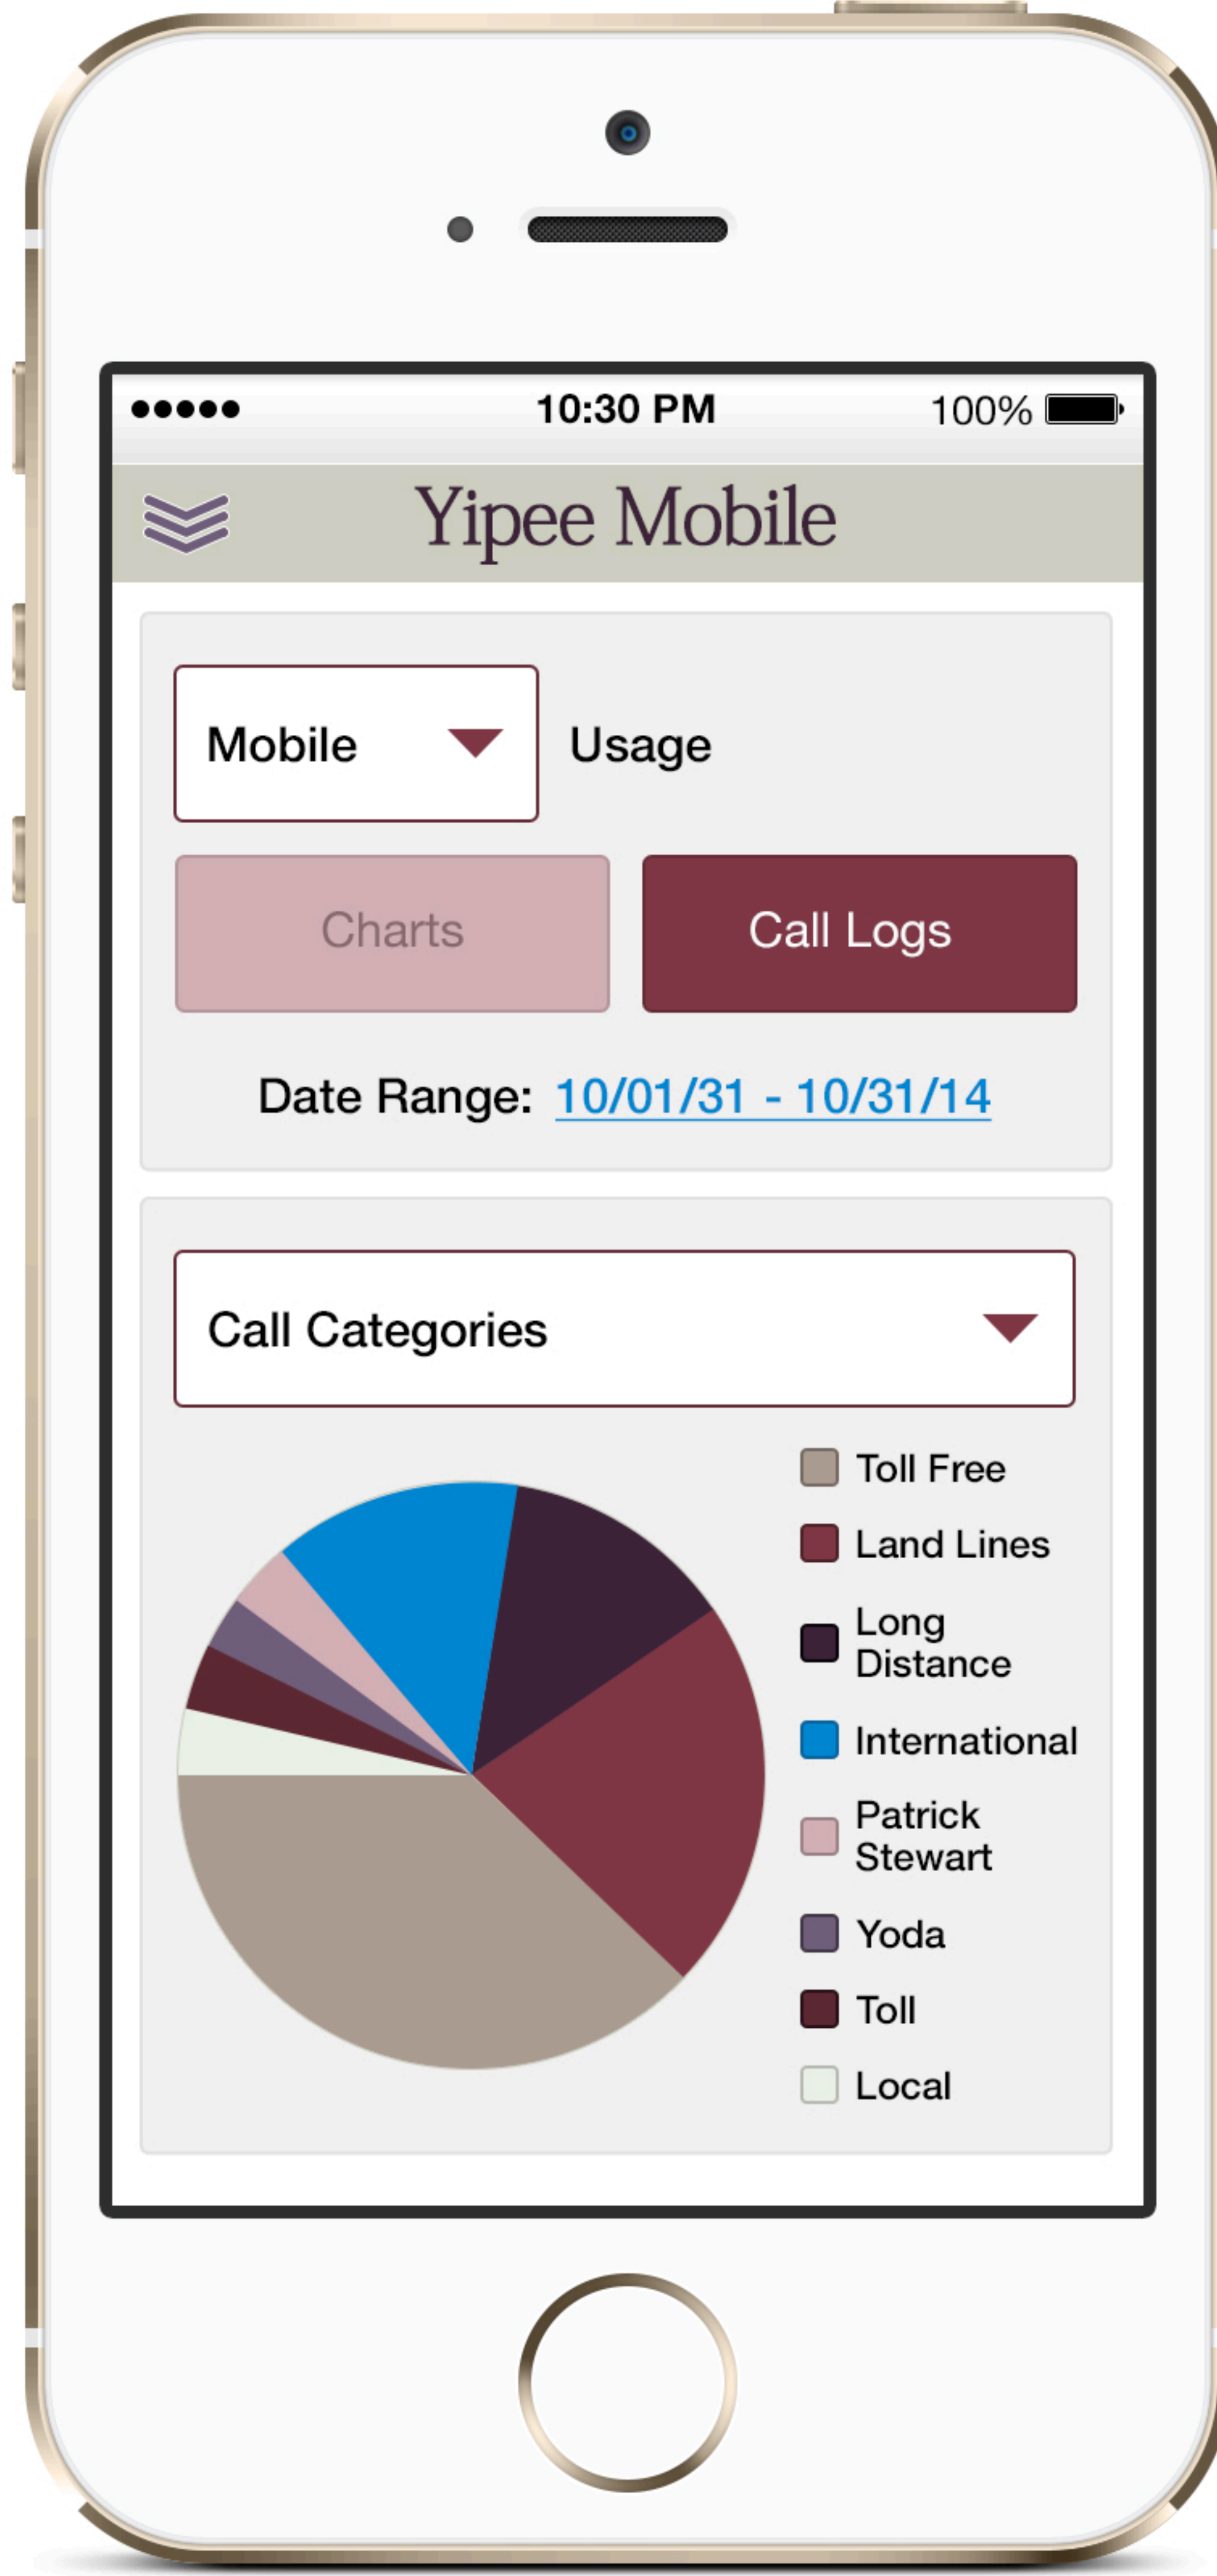 10:30 PM 100%
Yipee Mobile
Mobile Usage
Charts Call Logs
Date Range: 10/01/31 - 10/31/14
Call Categories
Toll Free
Land Lines
Long
Distance
International
Patrick
Stewart
Yoda
Toll
Local